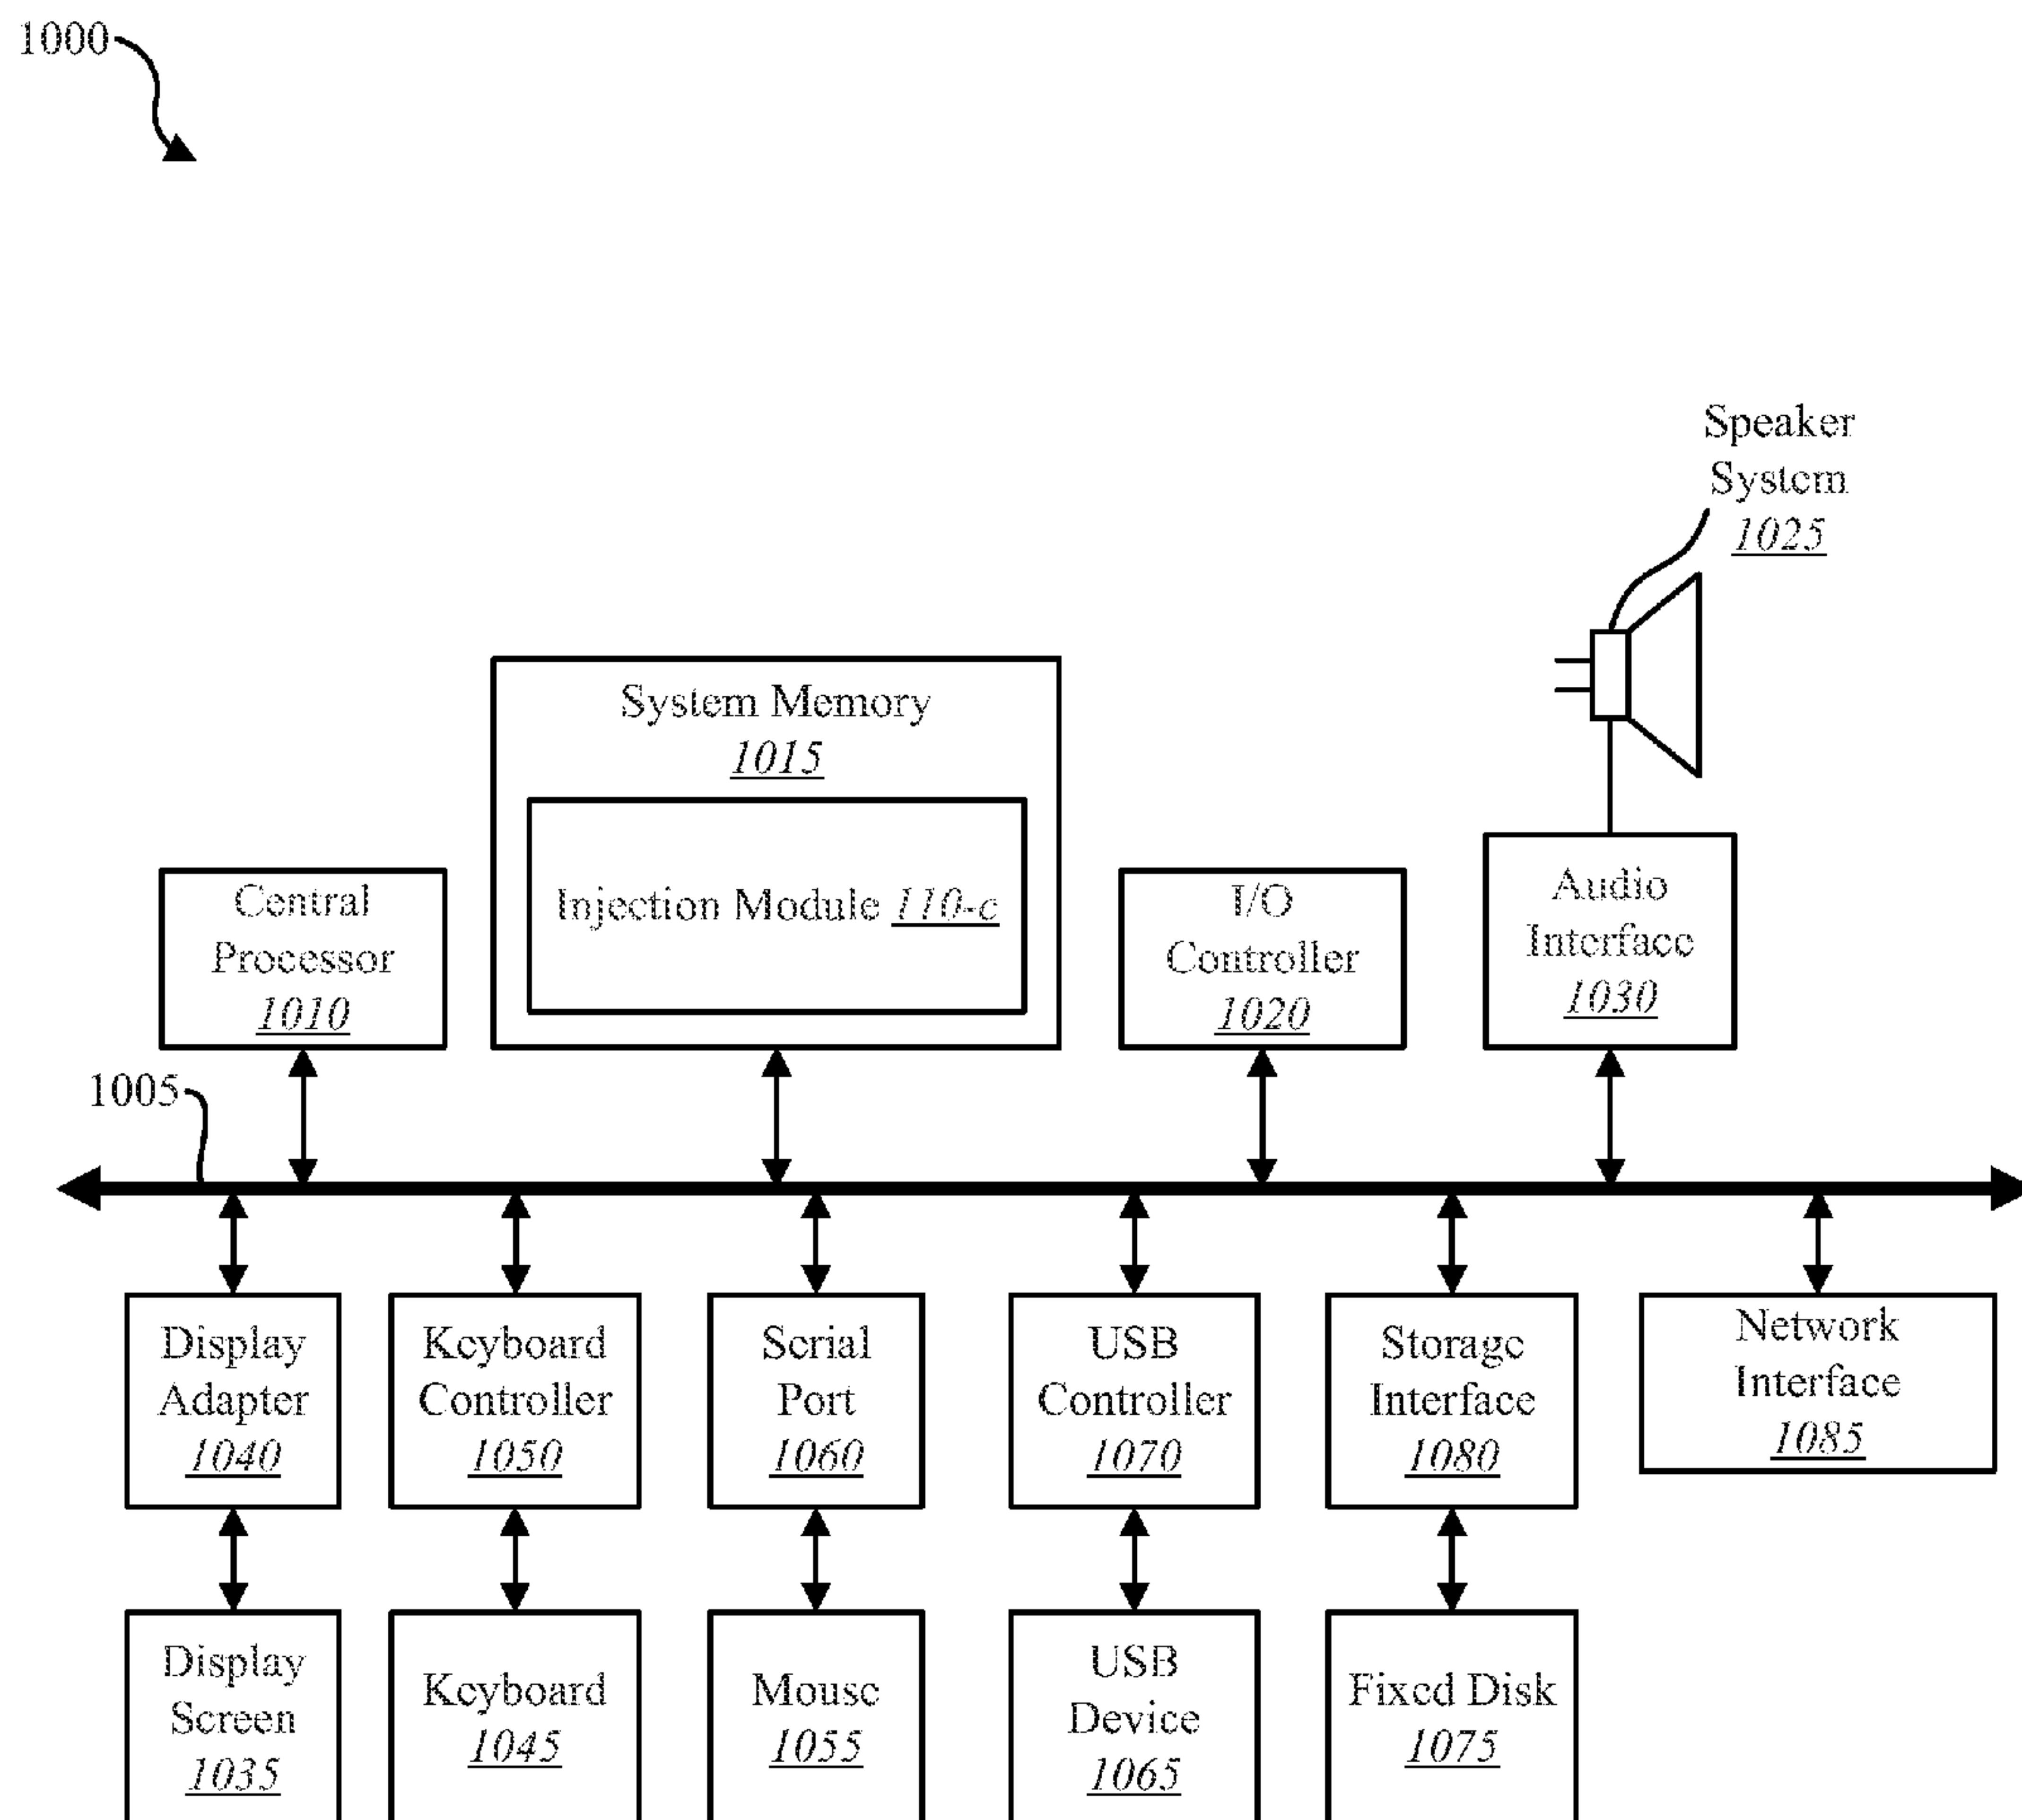 1000
Speaker
System
1025
System Memory
1015
Injection Module 110-c
Central
Processor
1010
I/O
Controller
1020
Audio
Interface
1030
1005
Display
Adapter
1040
Keyboard
Controller
1050
Serial
Port
1060
USB
Controller
1070
Storage
Interface
1080
Network
Interface
1085
Display
Screen
1035
Keyboard
1045
Mouse
1055
USB
Device
1065
Fixed Disk
1075